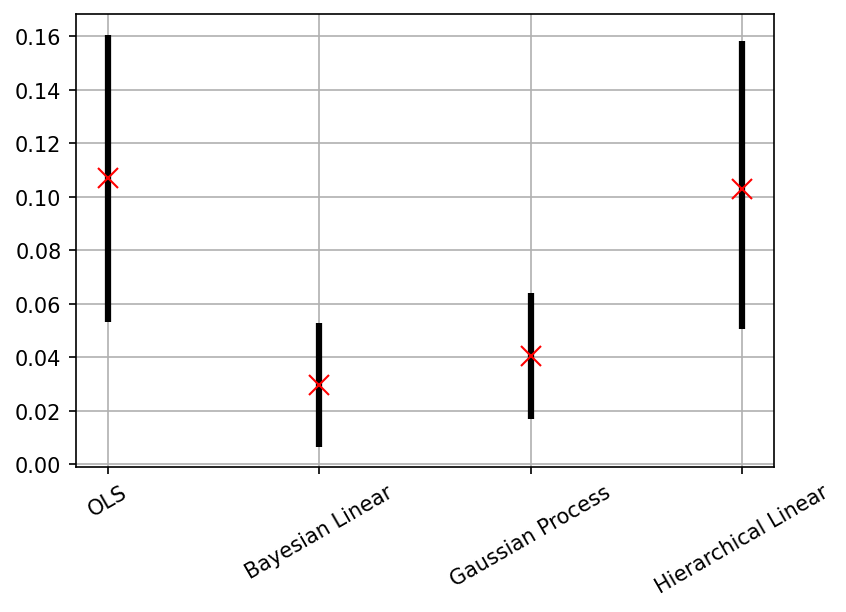 0.16
0.14
0.12
0.10
0.08
0.06
0.04
0.02
0.00
OLS
Bayesian Linear
Gaussian Process
Hierarchical Linear